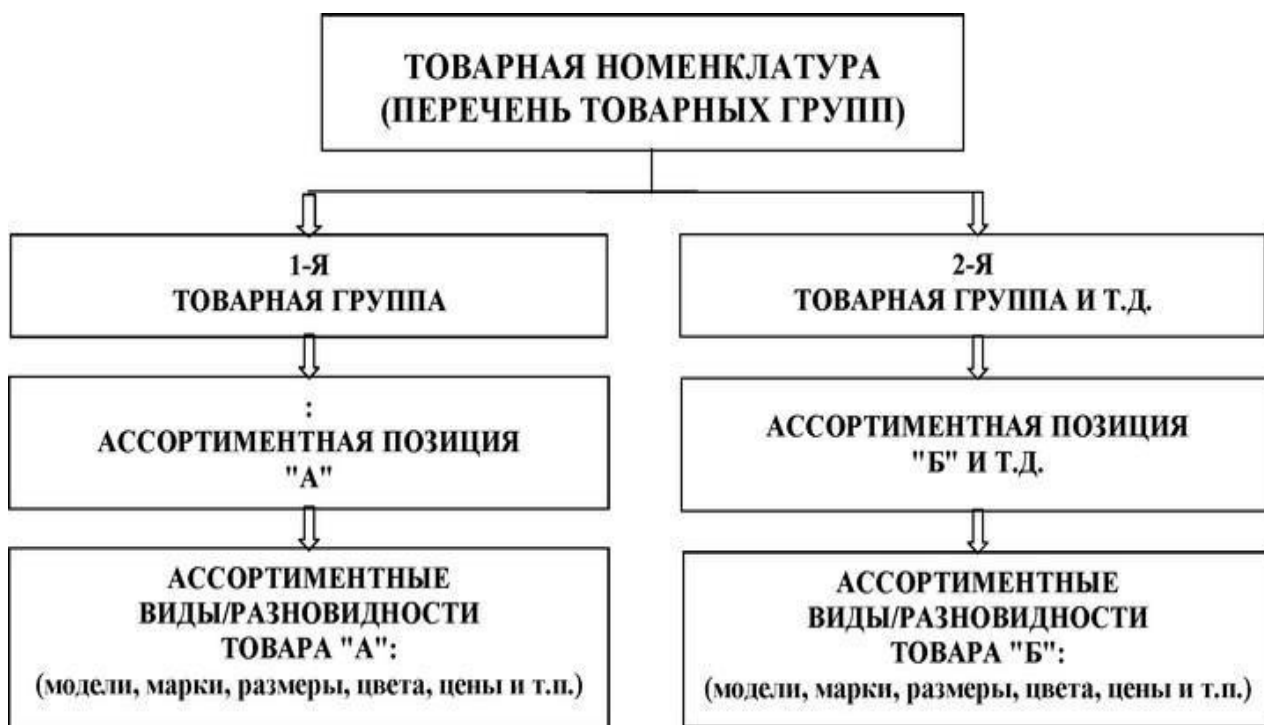 ТОВАРНАЯ НОМЕНКЛАТУРА
(ПЕРЕЧЕНЬ ТОВАРНЫХ ГРУПП)
1-Я
ТОВАРНАЯ ГРУППА
2-Я
ТОВАРНАЯ ГРУППА И Т.Д.
:
АССОРТИМЕНТНАЯ ПОЗИЦИЯ
"А"
АССОРТИМЕНТНАЯ ПОЗИЦИЯ
"Б" И Т.Д.
АССОРТИМЕНТНЫЕ
ВИДЫ/РАЗНОВИДНОСТИ
ТОВАРА "А":
(модели, марки, размеры, цвета, цены и т.п.)
АССОРТИМЕНТНЫЕ
ВИДЫ/РАЗНОВИДНОСТИ
ТОВАРА "Б":
(модели, марки, размеры, цвета, цены и т.п.)